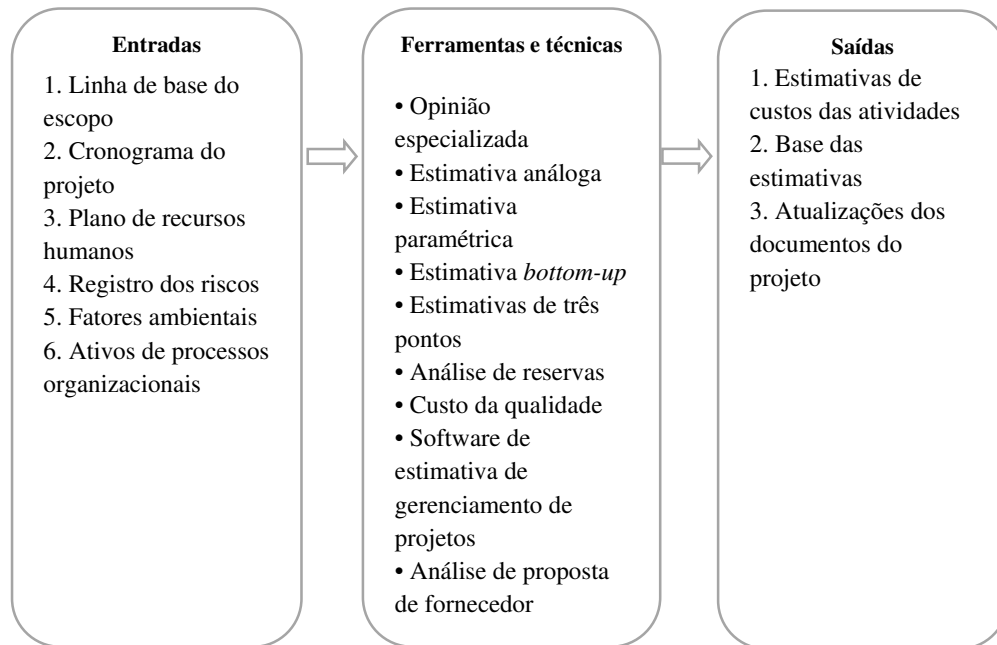 Entradas
1. Linha de base do
escopo
2. Cronograma do
projeto
3. Plano de recursos
humanos
4. Registro dos riscos
5. Fatores ambientais
6. Ativos de processos
organizacionais
Ferramentas e técnicas
• Opinião
especializada
• Estimativa análoga
• Estimativa
paramétrica
• Estimativa bottom-up
• Estimativas de três
pontos
• Análise de reservas
• Custo da qualidade
• Software de
estimativa de
gerenciamento de
projetos
• Análise de proposta
de fornecedor
Saídas
1. Estimativas de
custos das atividades
2. Base das
estimativas
3. Atualizações dos
documentos do
projeto